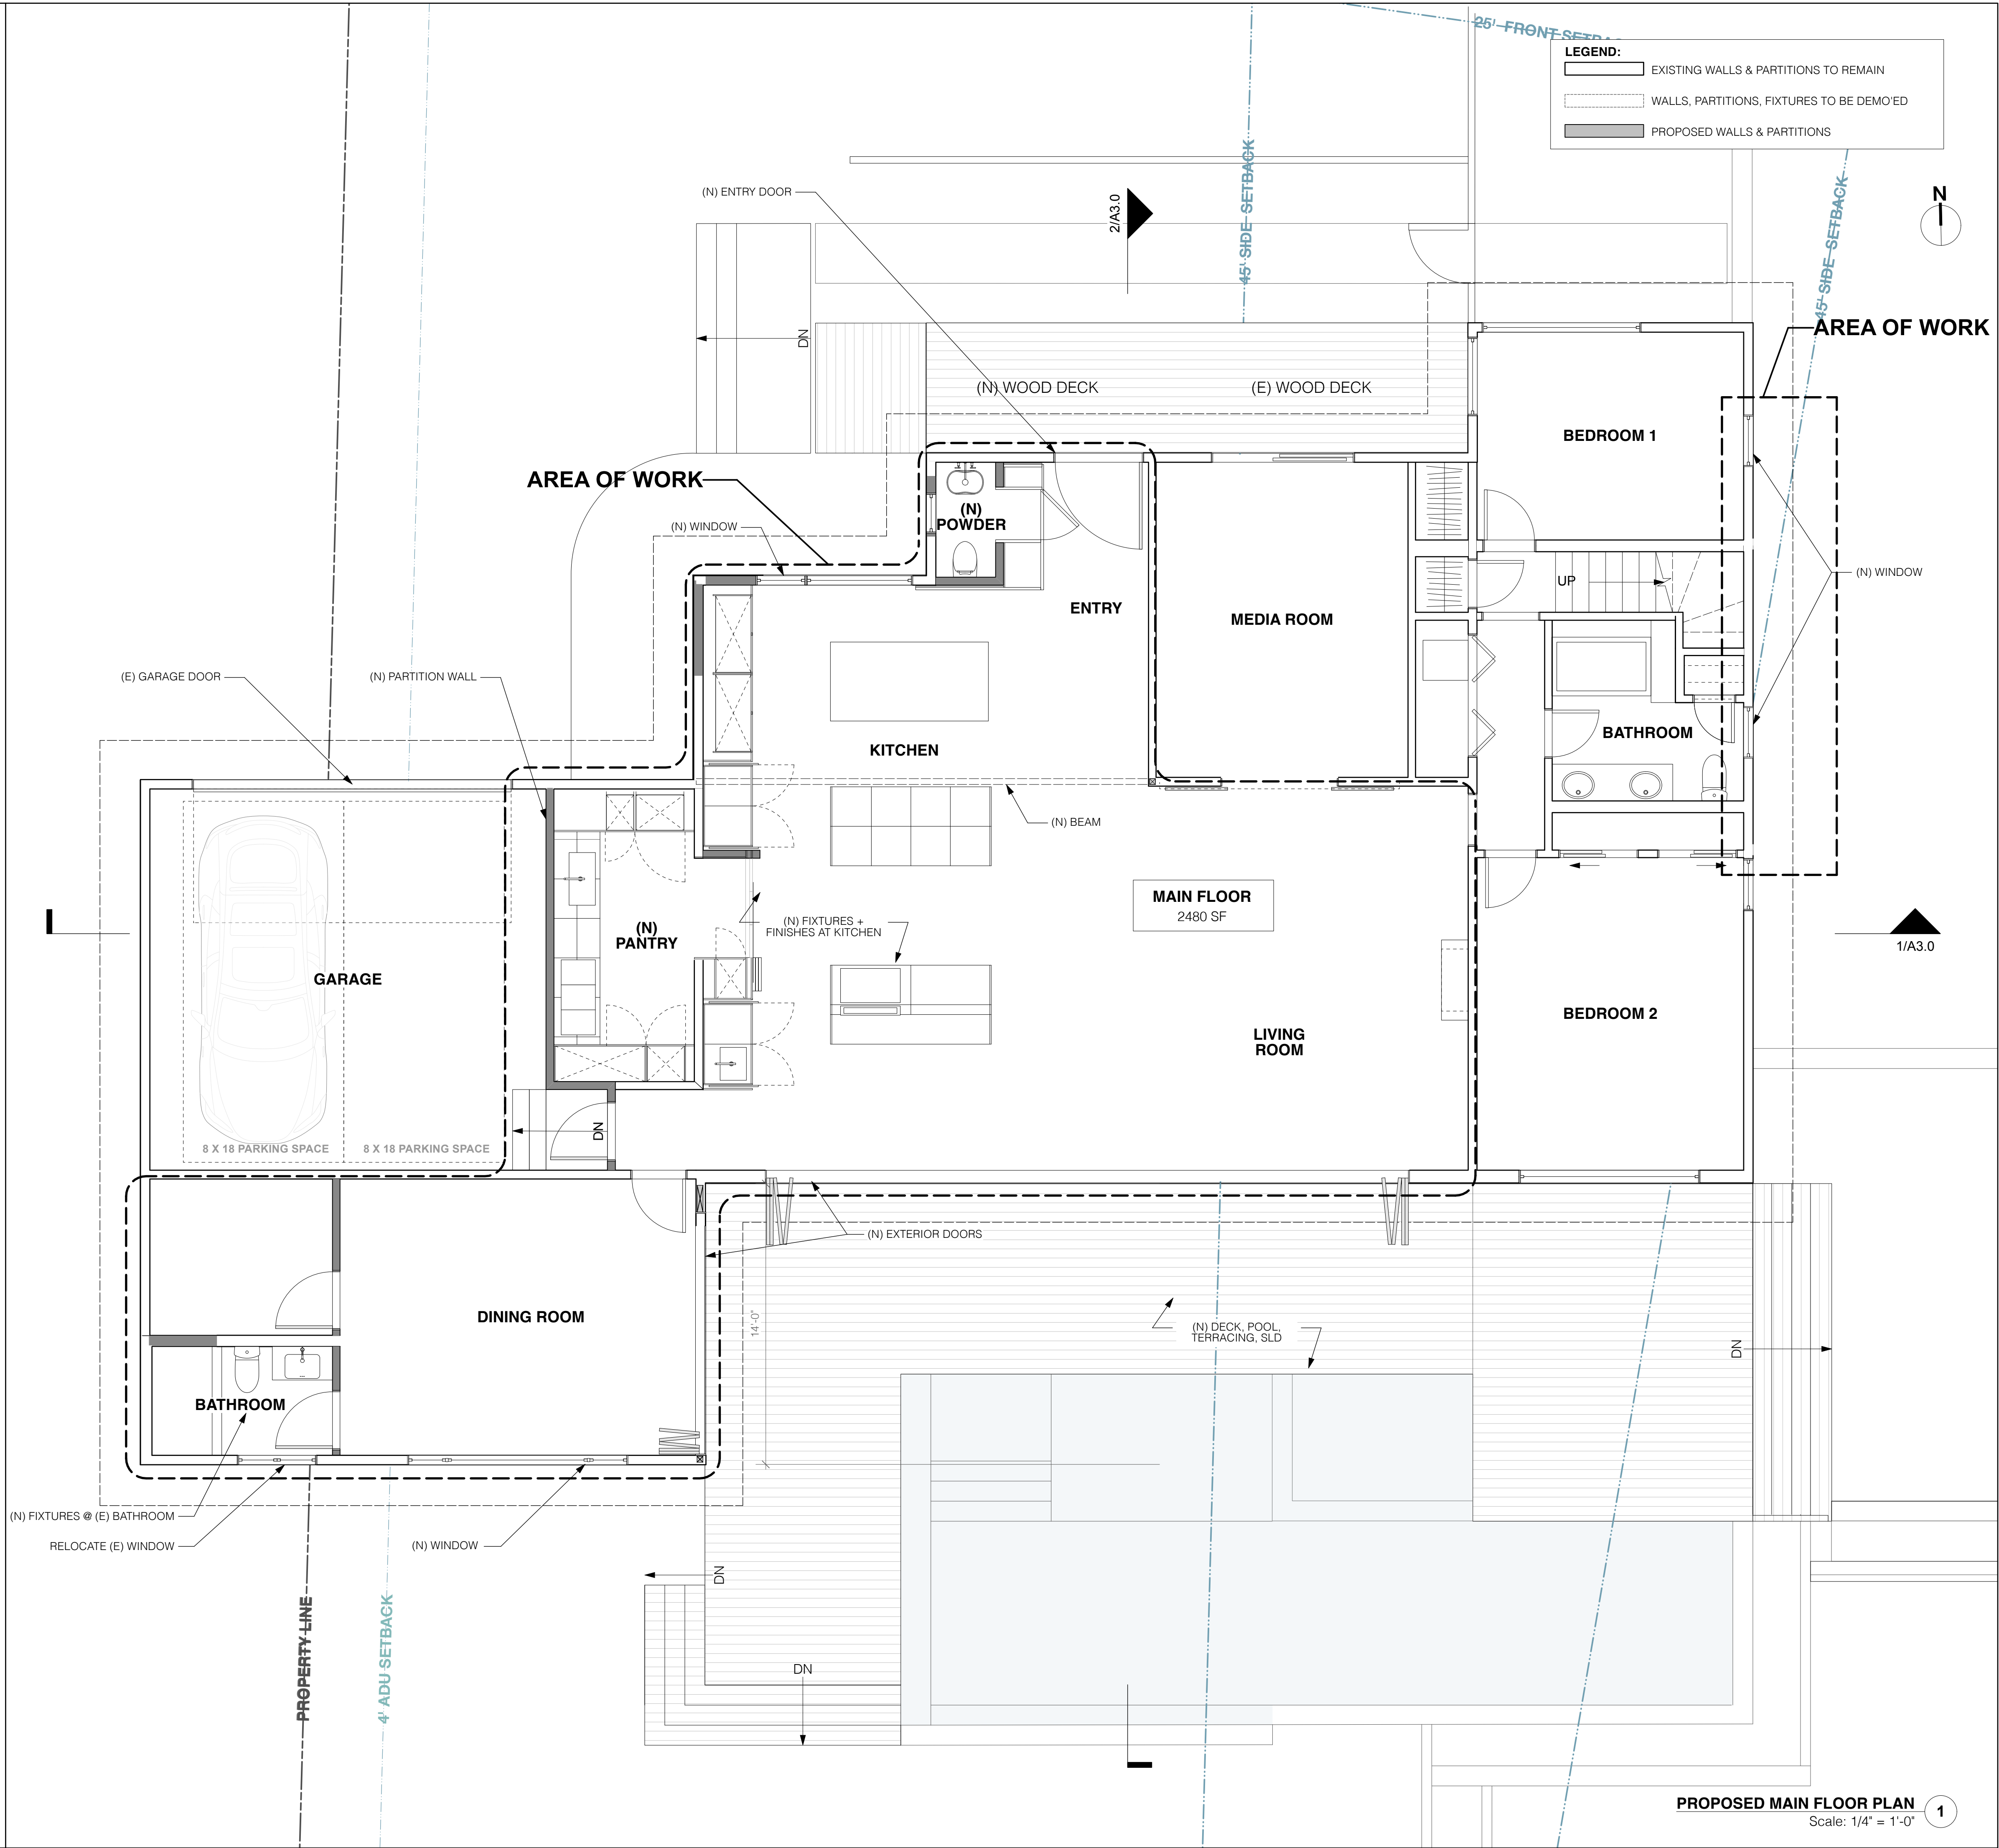 25' FRONT
LEGEND:
EXISTING WALLS & PARTITIONS TO REMAIN
WALLS, PARTITIONS, FIXTURES TO BE DEMO'ED
PROPOSED WALLS & PARTITIONS
N
45' SIDE SETBACK
45' SIDE SETBACK
(N) ENTRY DOOR
2/A3.0
AREA OF WORK
DN
(N) WOOD DECK
(E) WOOD DECK
BEDROOM 1
AREA OF WORK
(N)
POWDER
(N) WINDOW
UP
(N) WINDOW
ENTRY
MEDIA ROOM
(E) GARAGE DOOR
(N) PARTITION WALL
KITCHEN
BATHROOM
(N) BEAM
MAIN FLOOR
2480 SF
(N) FIXTURES +
FINISHES AT KITCHEN
(N)
PANTRY
1/A3.0
GARAGE
BEDROOM 2
LIVING
ROOM
DN
8 X 18 PARKING SPACE
8 X 18 PARKING SPACE
(N) EXTERIOR DOORS
DINING ROOM
14'-0"
(N) DECK, POOL,
TERRACING, SLD
DN
BATHROOM
(N) FIXTURES @ (E) BATHROOM
RELOCATE (E) WINDOW
(N) WINDOW
DN
PROPERTY LINE
4' ADU SETBACK
DN
PROPOSED MAIN FLOOR PLAN
1
Scale: 1/4" = 1'-0"